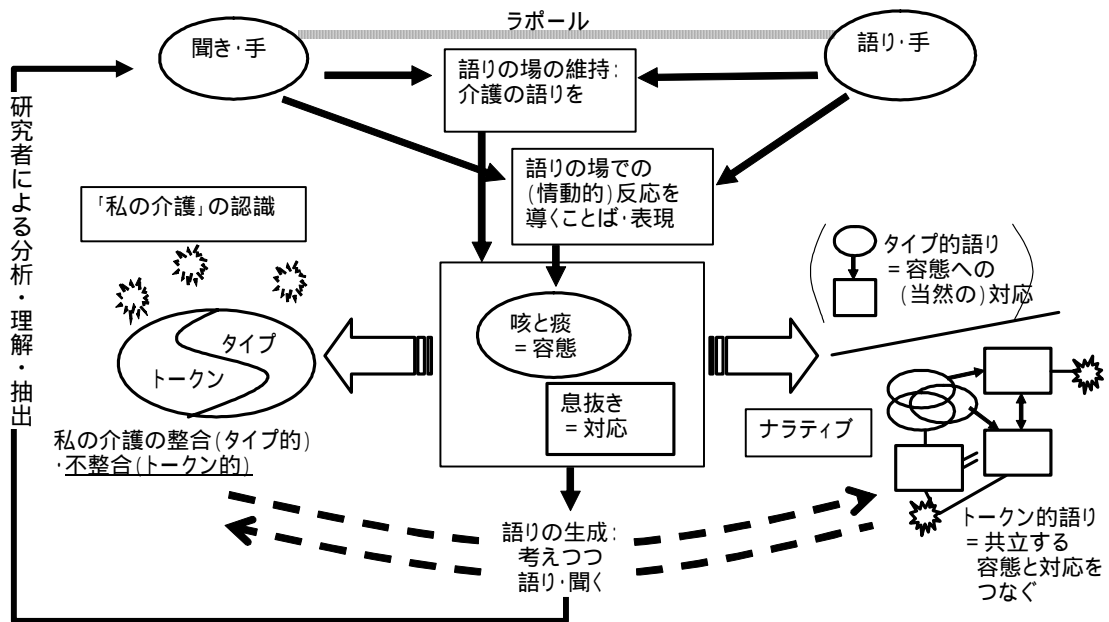 ラポール
聞き・手
語り・手
語りの場の維持:
介護の語りを
語りの場での
(情動的)反応を
導くことば・表現
研究者による分析・理解・抽出
「私の介護」の認識
タイプ的語り
=容態への
(当然の)対応
咳と痰
=容態
息抜き
=対応
タイプ
トークン
私の介護の整合(タイプ的)
・不整合(トークン的)
ナラティブ
語りの生成:
考えつつ
語り・聞く
トークン的語り
=共立する
容態と対応を
つなぐ